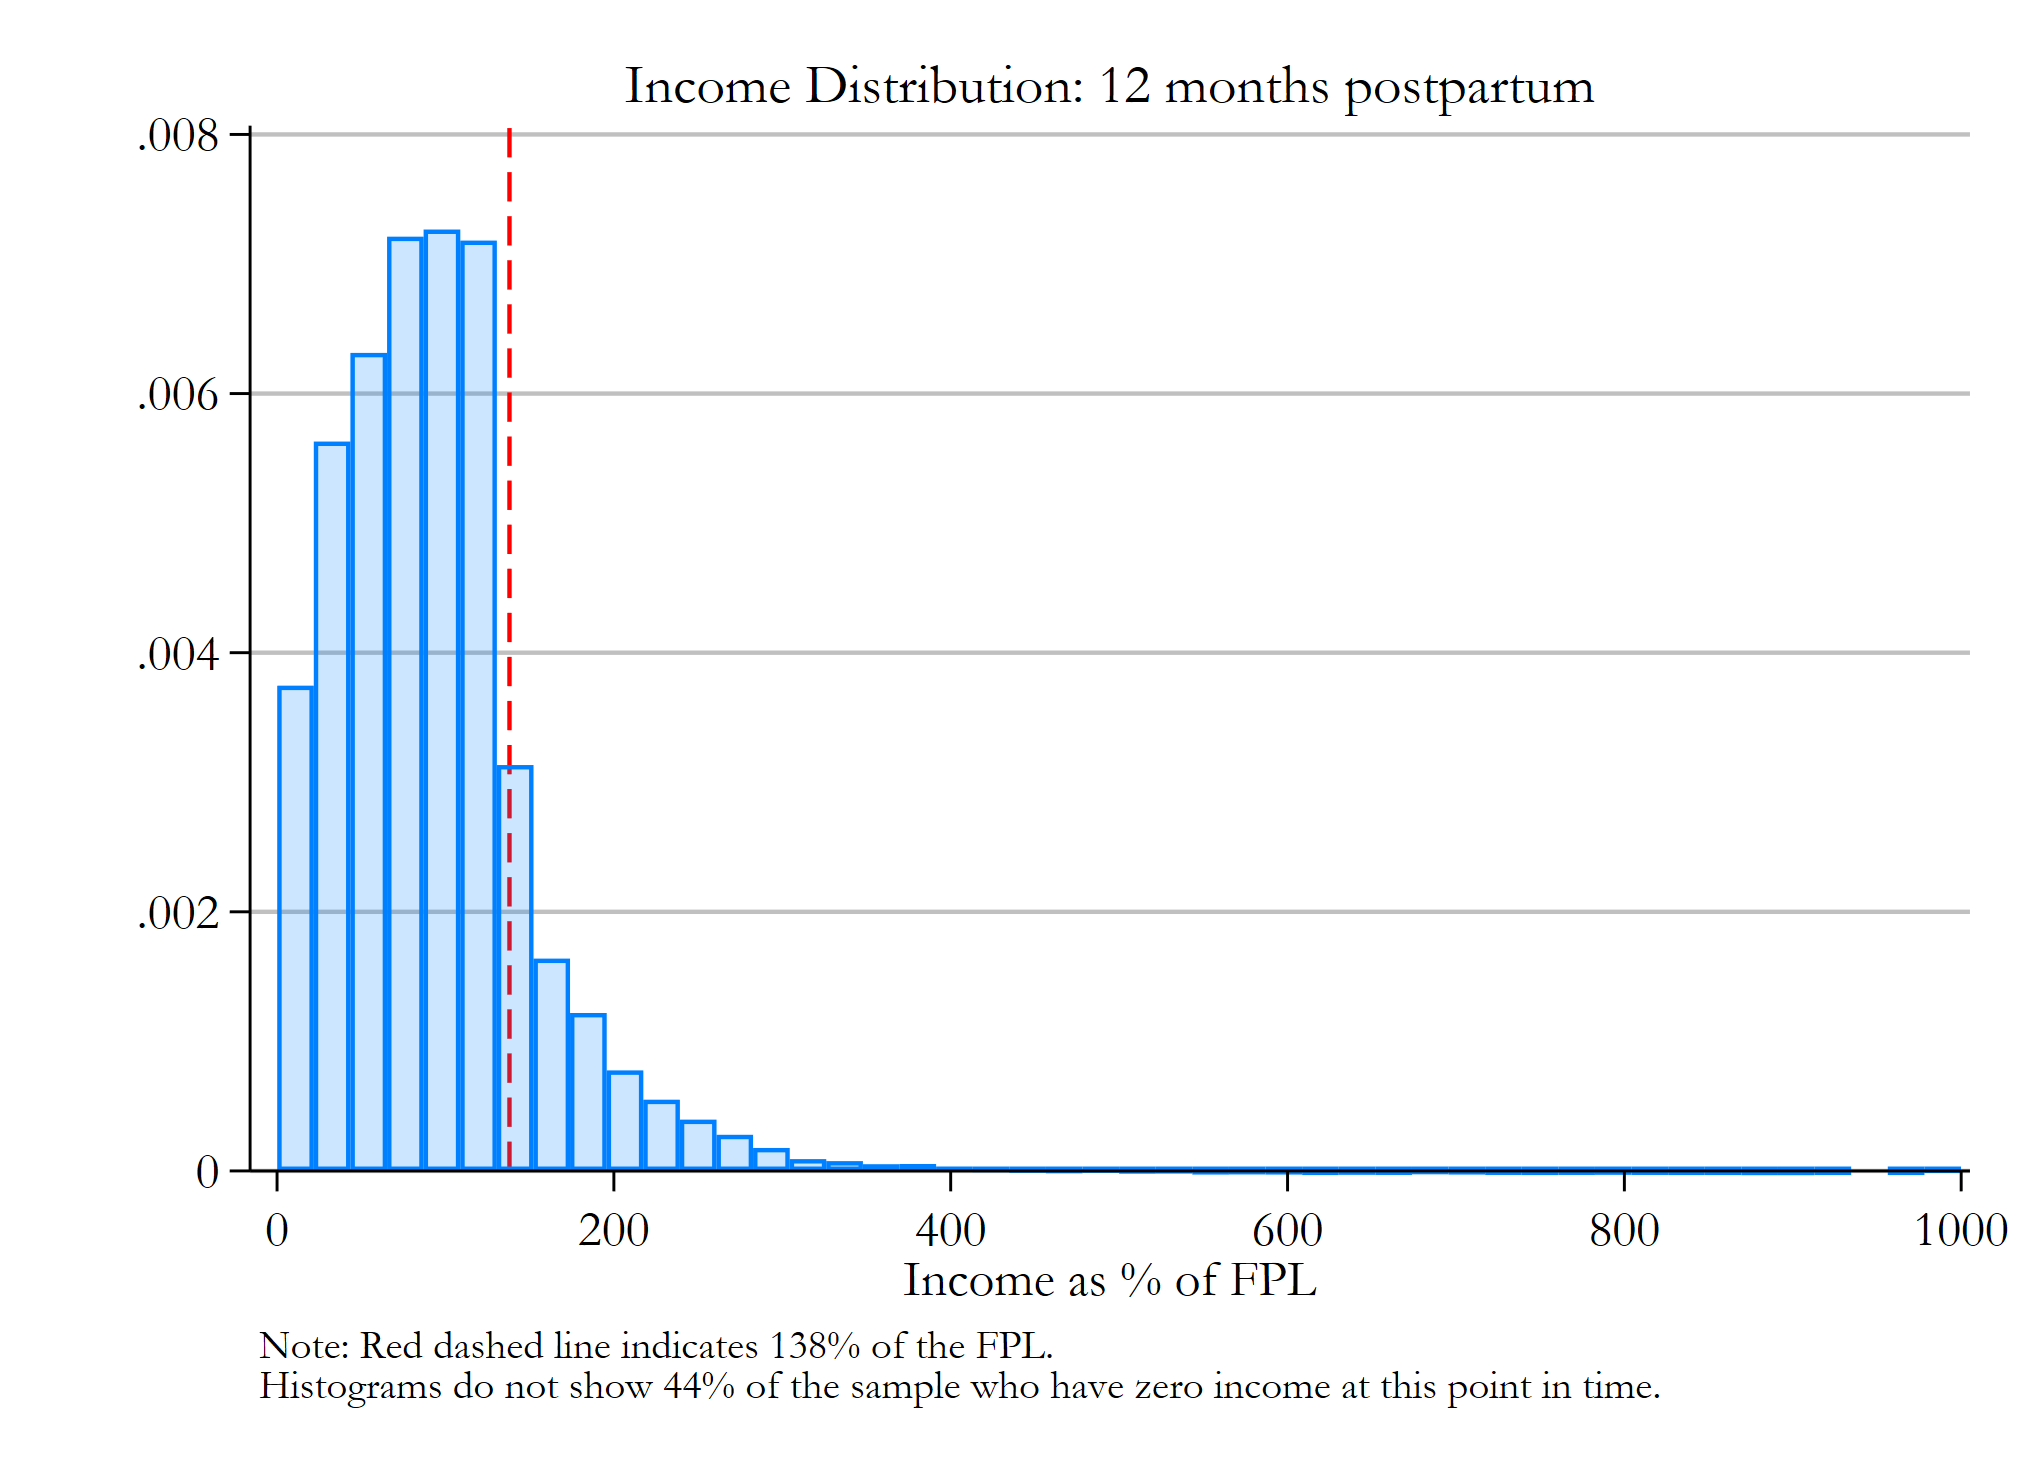 Income Distribution: 12 months postpartum
.008
.006
.004
.002
0
0 200 400 600 800 1000
Income as % of FPL
Note: Red dashed line indicates 138% of the FPL.
Histograms do not show 44% of the sample who have zero income at this point in time.